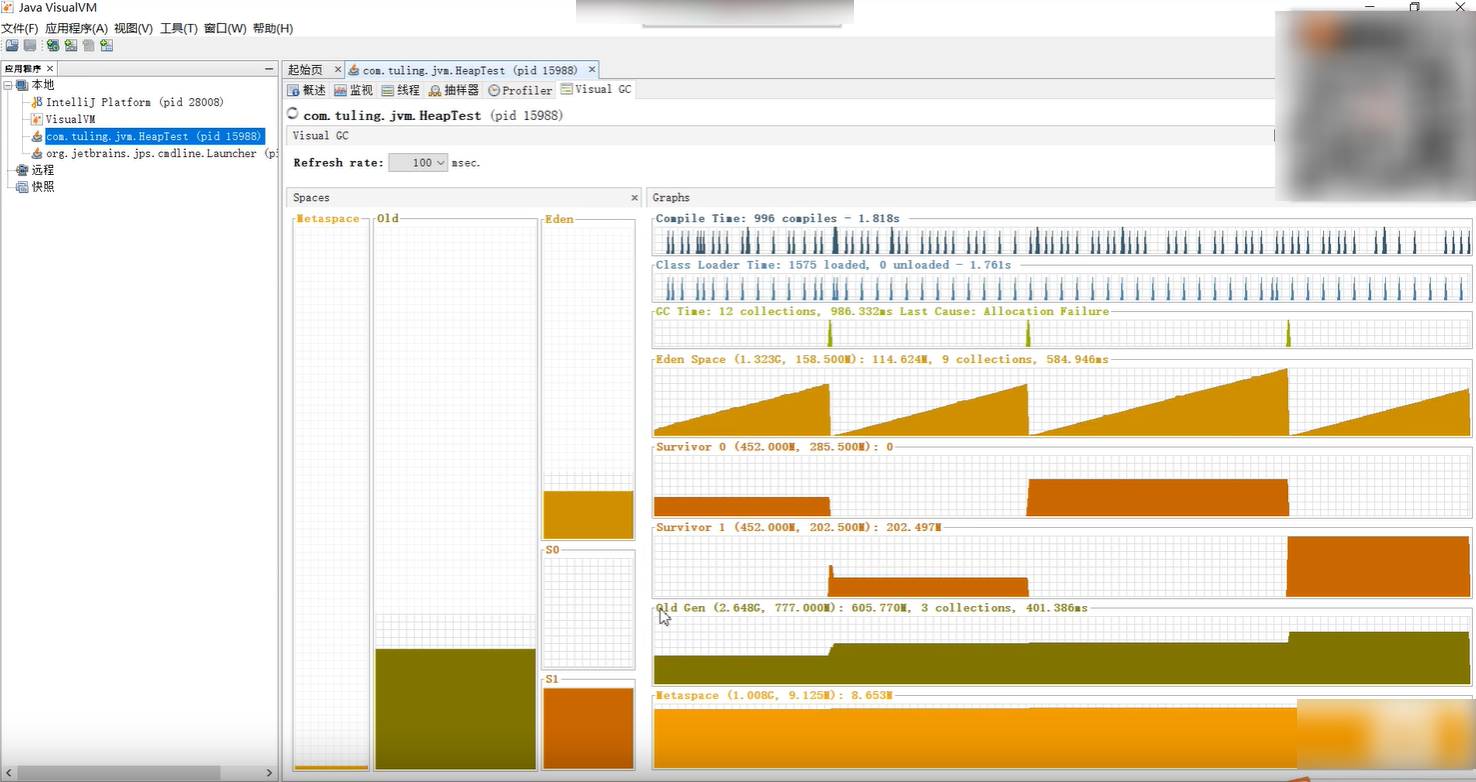 Java VisualVM
文件(F) 应用程序(A) 视图(V) 工具(T) 窗口(W) 帮助(H)
应用程序
本地
IntelliJ Platform (pid 28008)
VisualVM
com.tuling.jvm.HeapTest (pid 15988)
org.jetbrains.jps.cmdline.Launcher (pi
远程
快照
起始页 com.tuling.jvm.HeapTest (pid 15988)
概述 监视 线程 抽样器 Profiler Visual GC
com.tuling.jvm.HeapTest (pid 15988)
Visual GC
Refresh rate: 100 msec.
Spaces
Metaspace Old Eden
S0
S1
Graphs
Compile Time: 996 compiles - 1.818s
Class Loader Time: 1575 loaded, 0 unloaded - 1.761s
GC Time: 12 collections, 986.332ms Last Cause: Allocation Failure
Eden Space (1.323G, 158.500M): 114.624M, 9 collections, 584.946ms
Survivor 0 (452.000M, 285.500M): 0
Survivor 1 (452.000M, 202.500M): 202.497M
Old Gen (2.648G, 777.000M): 605.770M, 3 collections, 401.386ms
Metaspace (1.008G, 9.125M): 8.653M